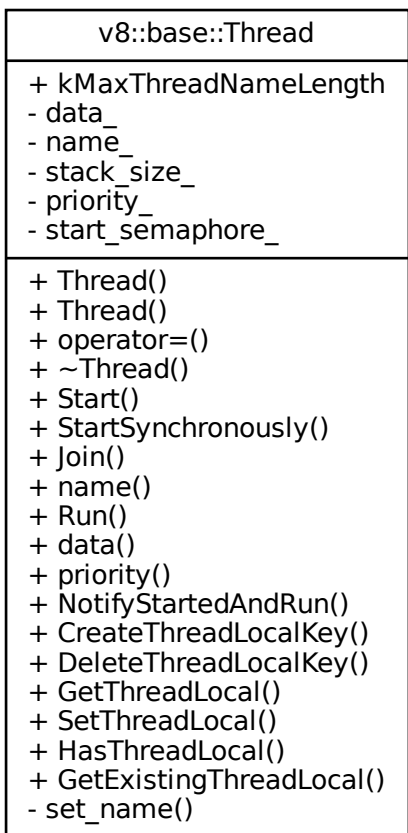 v8::base::Thread
+ kMaxThreadNameLength
- data_
- name_
- stack_size_
- priority_
- start_semaphore_
+ Thread()
+ Thread()
+ operator=()
+ ~Thread()
+ Start()
+ StartSynchronously()
+ Join()
+ name()
+ Run()
+ data()
+ priority()
+ NotifyStartedAndRun()
+ CreateThreadLocalKey()
+ DeleteThreadLocalKey()
+ GetThreadLocal()
+ SetThreadLocal()
+ HasThreadLocal()
+ GetExistingThreadLocal()
- set_name()